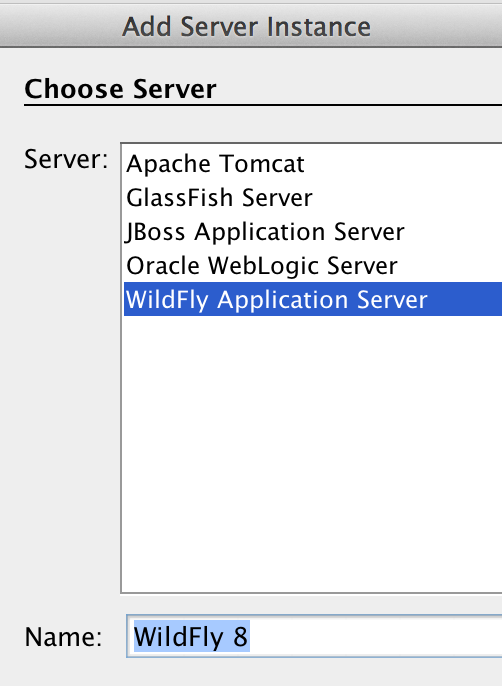 Add Server Instance
Choose Server
Server:
Apache Tomcat
GlassFish Server
JBoss Application Server
Oracle WebLogic Server
WildFly Application Server
Name: WildFly 8